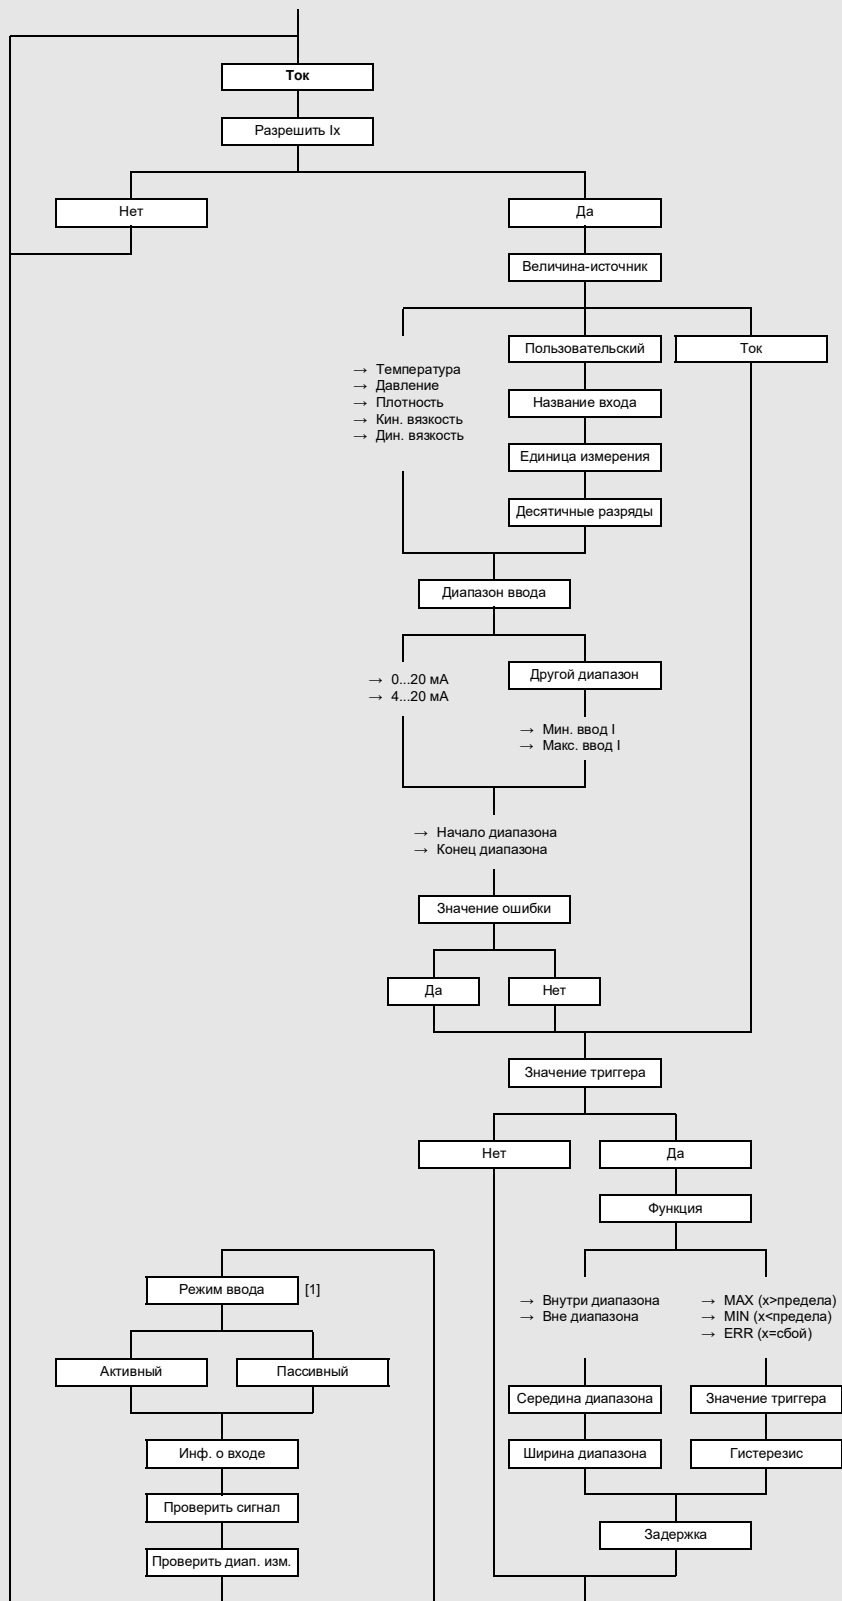 Ток
Разрешить Ix
Нет
Да
Величина-источник
Пользовательский
Ток
→ Температура
→ Давление
→ Плотность
→ Кин. вязкость
→ Дин. вязкость
Название входа
Единица измерения
Десятичные разряды
Диапазон ввода
→ 0...20 мА
→ 4...20 мА
Другой диапазон
→ Мин. ввод I
→ Макс. ввод I
→ Начало диапазона
→ Конец диапазона
Значение ошибки
Да
Нет
Значение триггера
Нет
Да
Функция
→ Внутри диапазона
→ Вне диапазона
→ MAX (x>предела)
→ MIN (x<предела)
→ ERR (x=сбой)
Середина диапазона
Значение триггера
Ширина диапазона
Гистерезис
Задержка
Режим ввода [1]
Активный
Пассивный
Инф. о входе
Проверить сигнал
Проверить диап. изм.